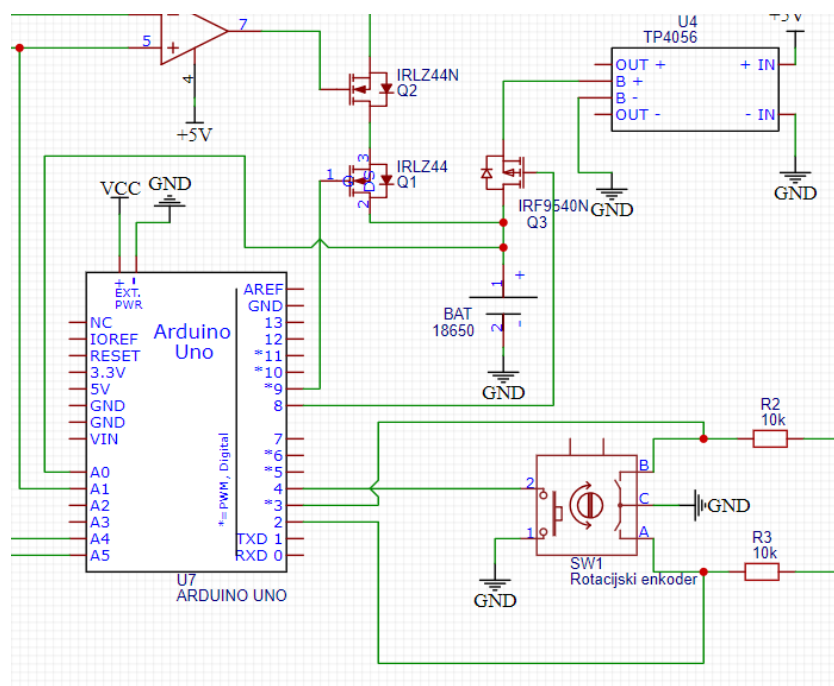 U4
TP4056
+5V
OUT +
B +
B -
OUT -
+ IN
- IN
GND
GND
7
5
+
4
+5V
IRLZ44N
Q2
3
IRLZ44
Q1
1
2
IRF9540N
Q3
VCC
GND
+
-
EXT.
PWR
1
+
BAT
18650
2
-
GND
Arduino
Uno
NC
IOREF
RESET
3.3V
5V
GND
GND
VIN
A0
A1
A2
A3
A4
A5
AREF
GND
13
12
*11
*10
*9
8
7
*6
*5
4
*3
2
TXD 1
RXD 0
*=PWM, Digital
U7
ARDUINO UNO
2
1
B
C
A
GND
SW1
Rotacijski enkoder
GND
R2
10k
R3
10k